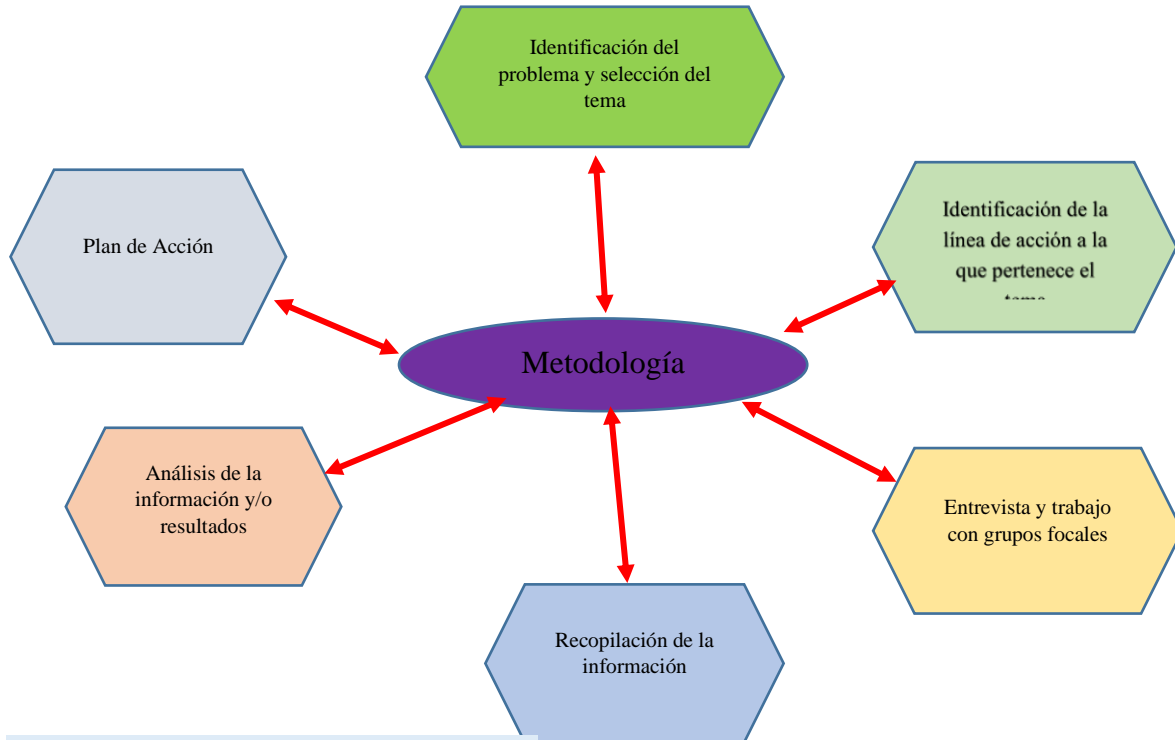 Identificación del
problema y selección del
tema
Identificación de la
línea de acción a la
que pertenece el
Plan de Acción
Metodología
Análisis de la
información y/o
resultados
Entrevista y trabajo
con grupos focales
Recopilación de la
información